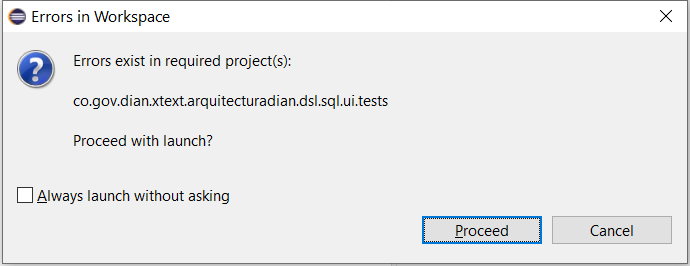 Errors in Workspace
Errors exist in required project(s):
co.gov.dian.xtext.arquitecturadian.dsl.sql.ui.tests
Proceed with launch?
Always launch without asking
Proceed
Cancel